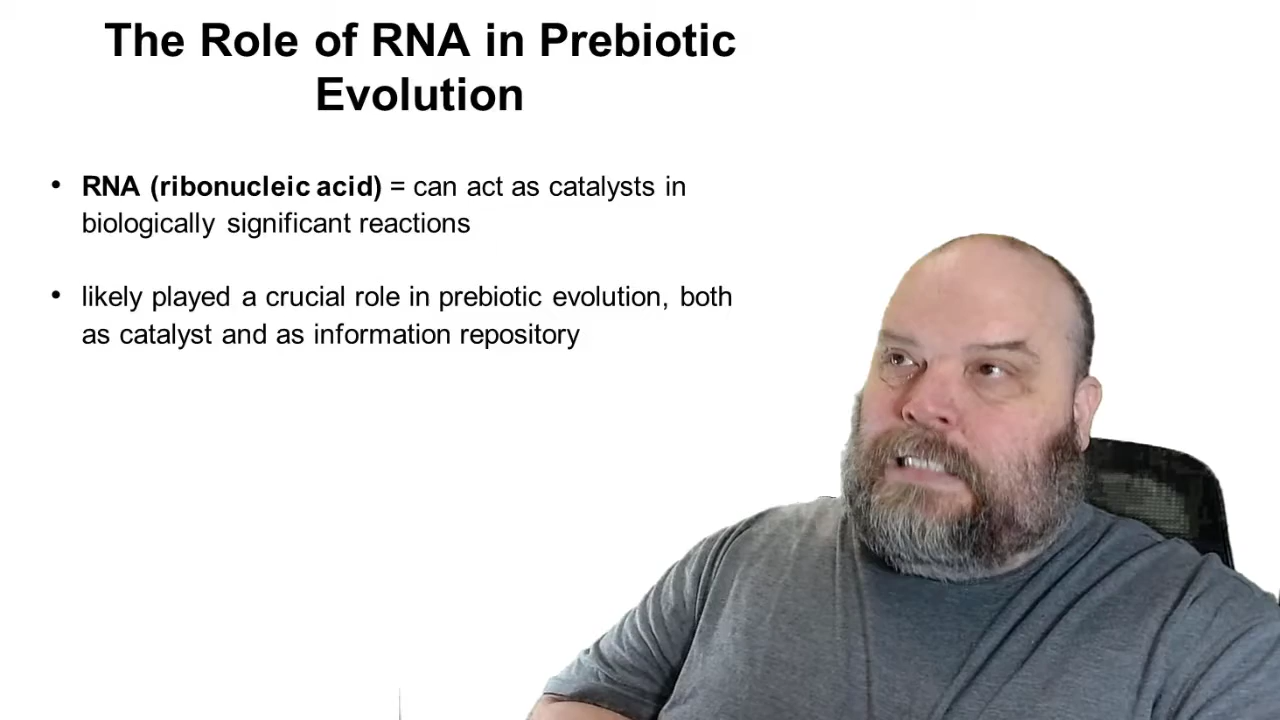 The Role of RNA in Prebiotic
Evolution
• RNA (ribonucleic acid) = can act as catalysts in
biologically significant reactions
• likely played a crucial role in prebiotic evolution, both
as catalyst and as information repository